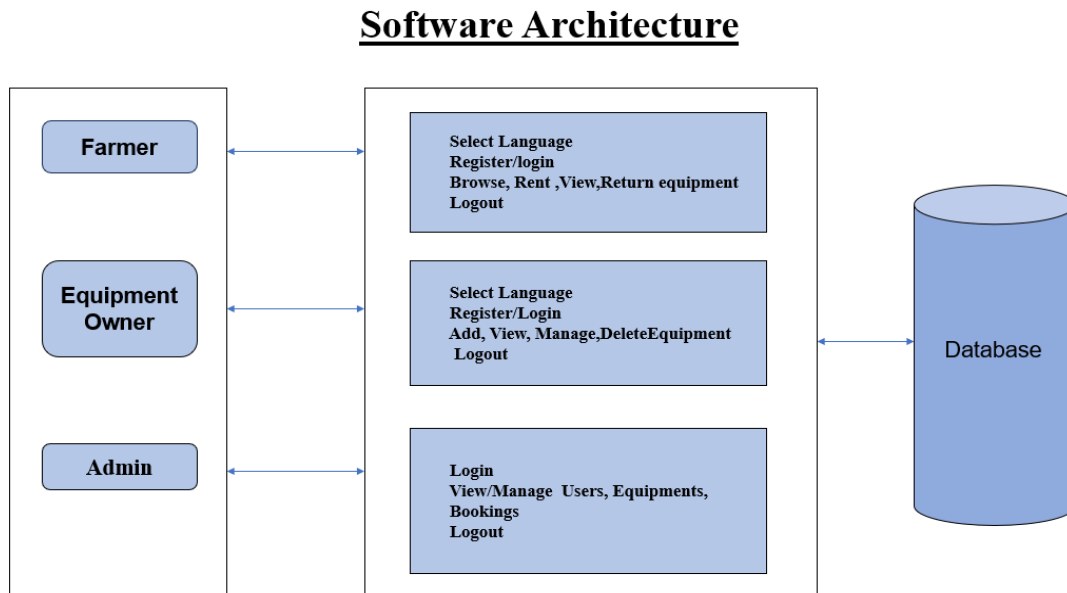 Software Architecture
Farmer
Select Language
Register/login
Browse, Rent ,View,Return equipment
Logout
Equipment
Owner
Select Language
Register/Login
Add, View, Manage,DeleteEquipment
Logout
Database
Admin
Login
View/Manage  Users, Equipments,
Bookings
Logout